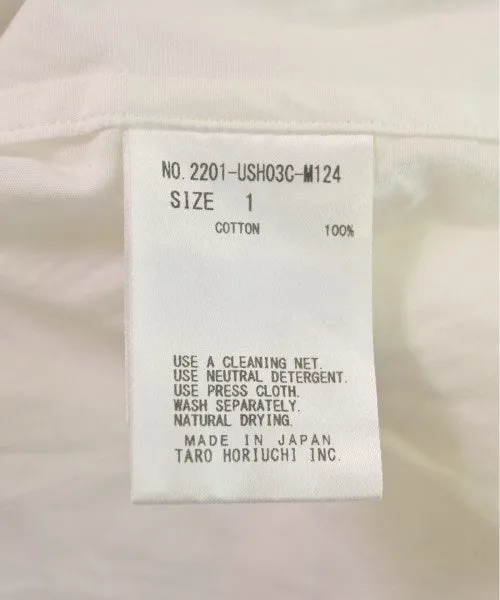 NO. 2201-USH03C-M124
SIZE 1
COTTON 100%
USE A CLEANING NET.
USE NEUTRAL DETERGENT.
USE PRESS CLOTH.
WASH SEPARATELY.
NATURAL DRYING.
MADE IN JAPAN
TARO HORIUCHI INC.